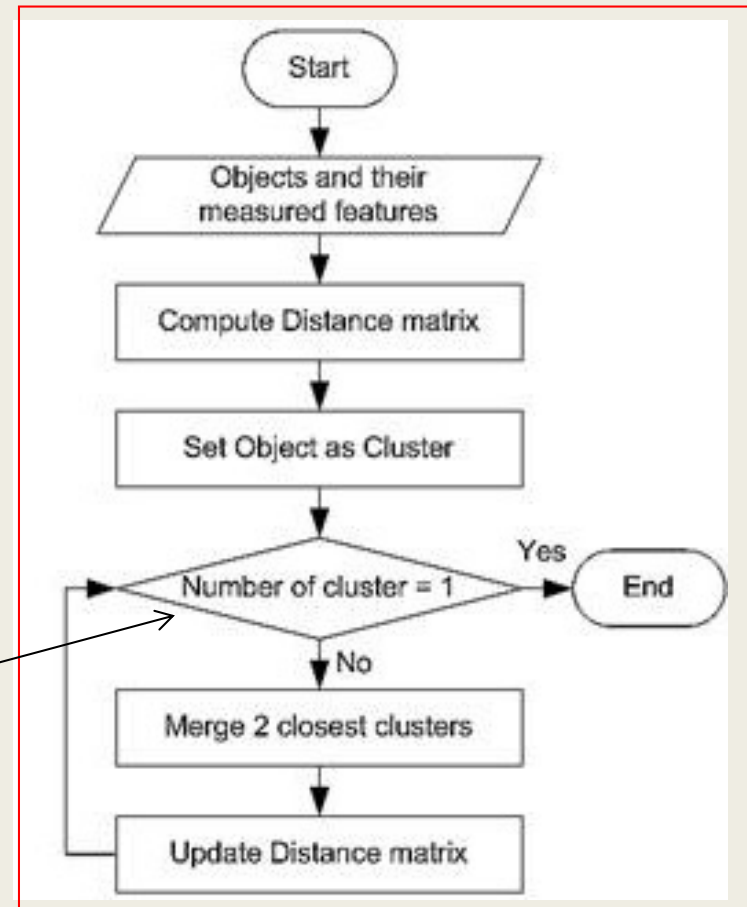 Start
Objects and their
measured features
Compute Distance matrix
Set Object as Cluster
Number of cluster = 1
Yes
End
No
Merge 2 closest clusters
Update Distance matrix